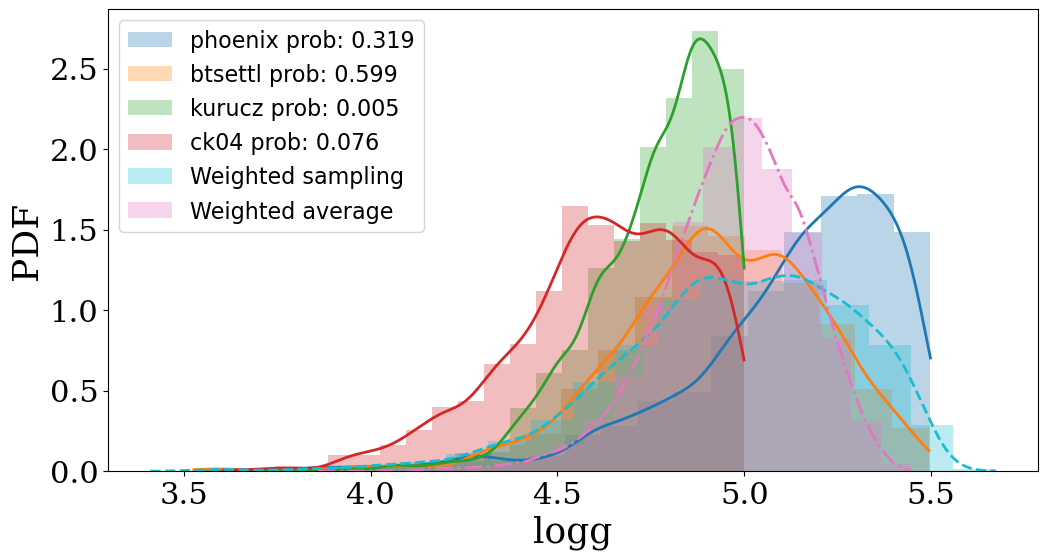 phoenix prob: 0.319
btsettl prob: 0.599
kurucz prob: 0.005
ck04 prob: 0.076
Weighted sampling
Weighted average
PDF
2.5
2.0
1.5
1.0
0.5
0.0
3.5 4.0 4.5 5.0 5.5
logg